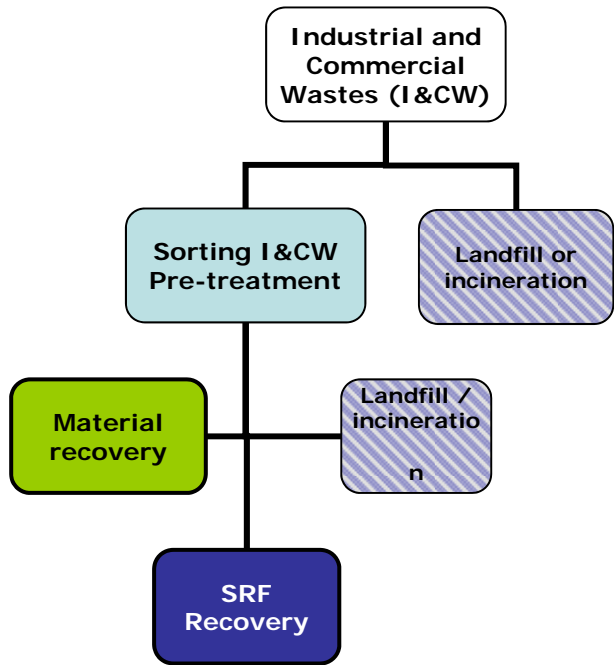 Industrial and
Commercial
Wastes (I&CW)
Sorting I&CW
Pre-treatment
Landfill or
incineration
Material
recovery
Landfill /
incineratio
n
SRF
Recovery